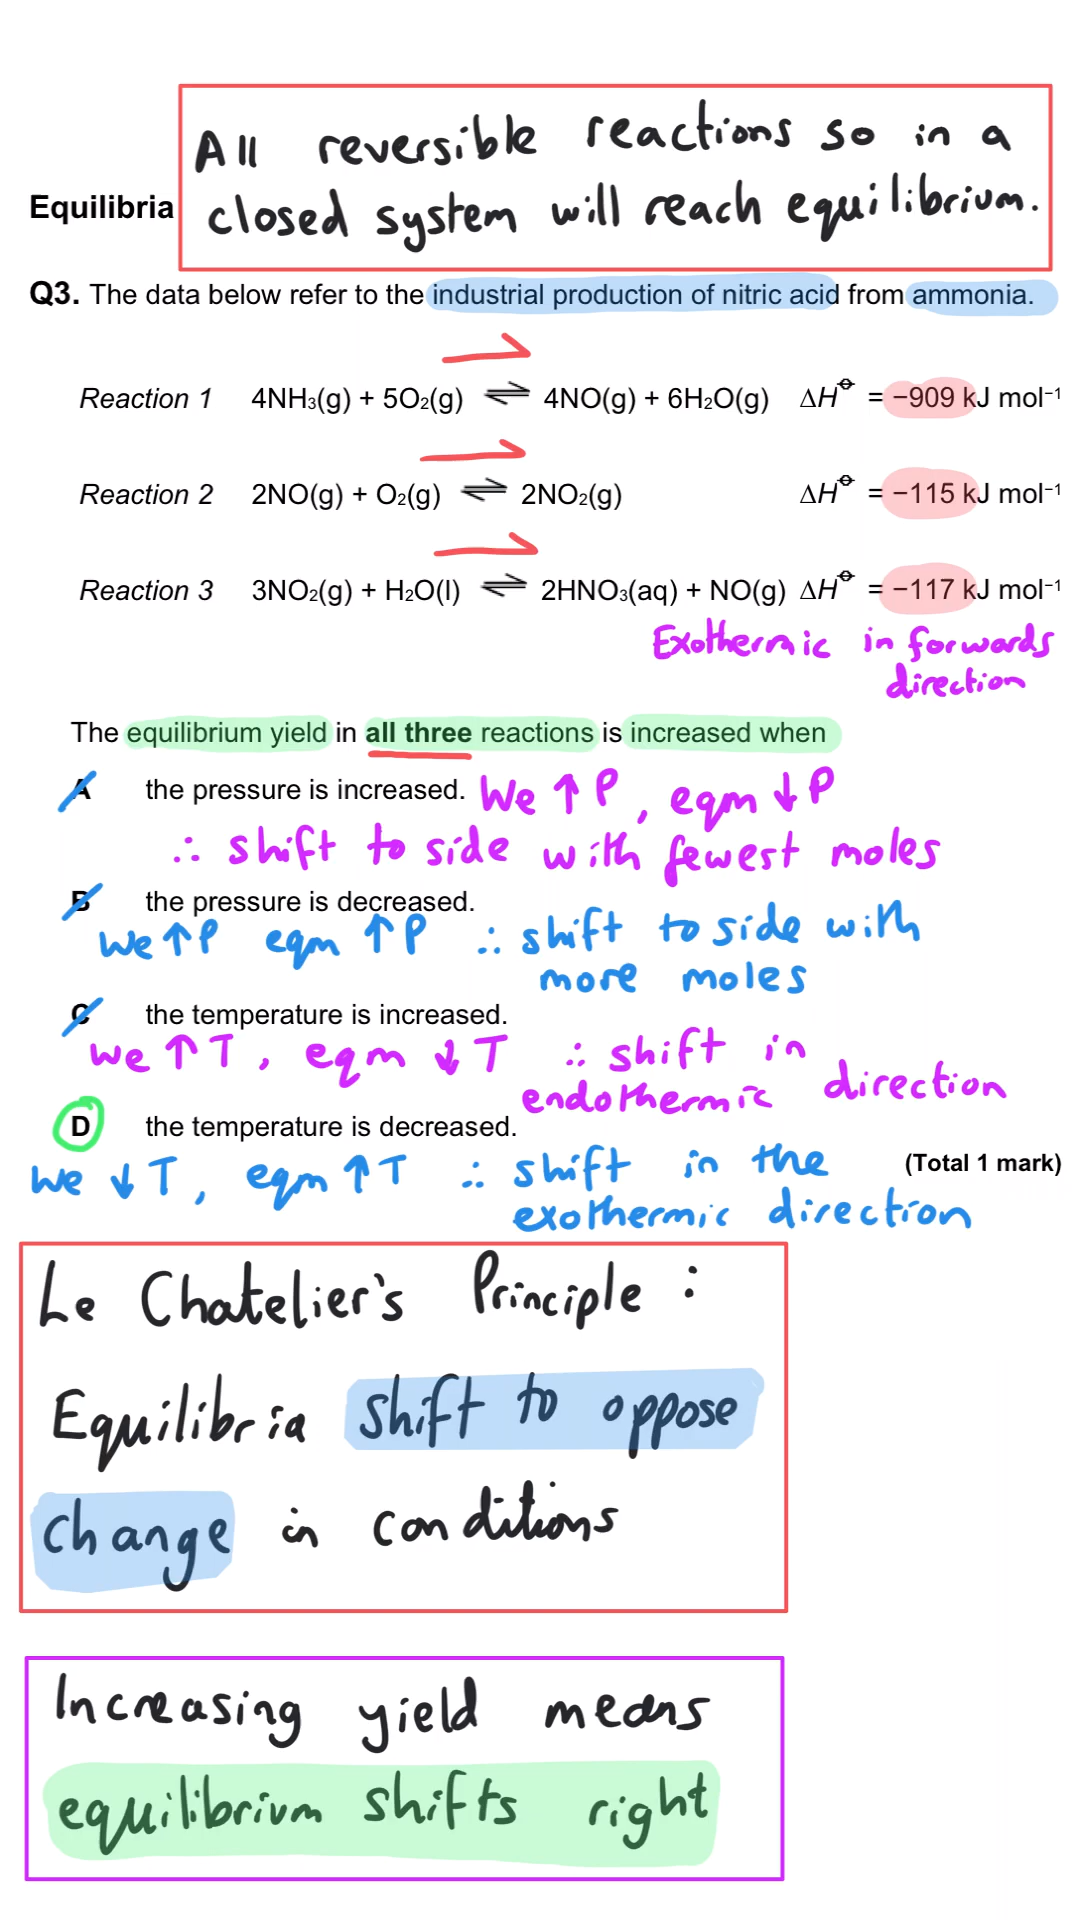 All reversible reactions so in a
Equilibria closed system will reach equilibrium.
Q3. The data below refer to the industrial production of nitric acid from ammonia.
Reaction 1 4NH₃(g) + 5O₂(g) ⇌ 4NO(g) + 6H₂O(g) ΔH⦵ = −909 kJ mol⁻¹
Reaction 2 2NO(g) + O₂(g) ⇌ 2NO₂(g) ΔH⦵ = −115 kJ mol⁻¹
Reaction 3 3NO₂(g) + H₂O(l) ⇌ 2HNO₃(aq) + NO(g) ΔH⦵ = −117 kJ mol⁻¹
Exothermic in forwards
direction
The equilibrium yield in all three reactions is increased when
A the pressure is increased. We ↑ P, eqm ↓ P
∴ shift to side with fewest moles
B the pressure is decreased.
We ↑ P eqm ↑ P ∴ shift to side with
more moles
C the temperature is increased.
We ↑ T, eqm ↓ T ∴ shift in
endothermic direction
D the temperature is decreased.
We ↓ T, eqm ↑ T ∴ shift in the (Total 1 mark)
exothermic direction
Le Chatelier's Principle :
Equilibria shift to oppose
change in conditions
Increasing yield means
equilibrium shifts right